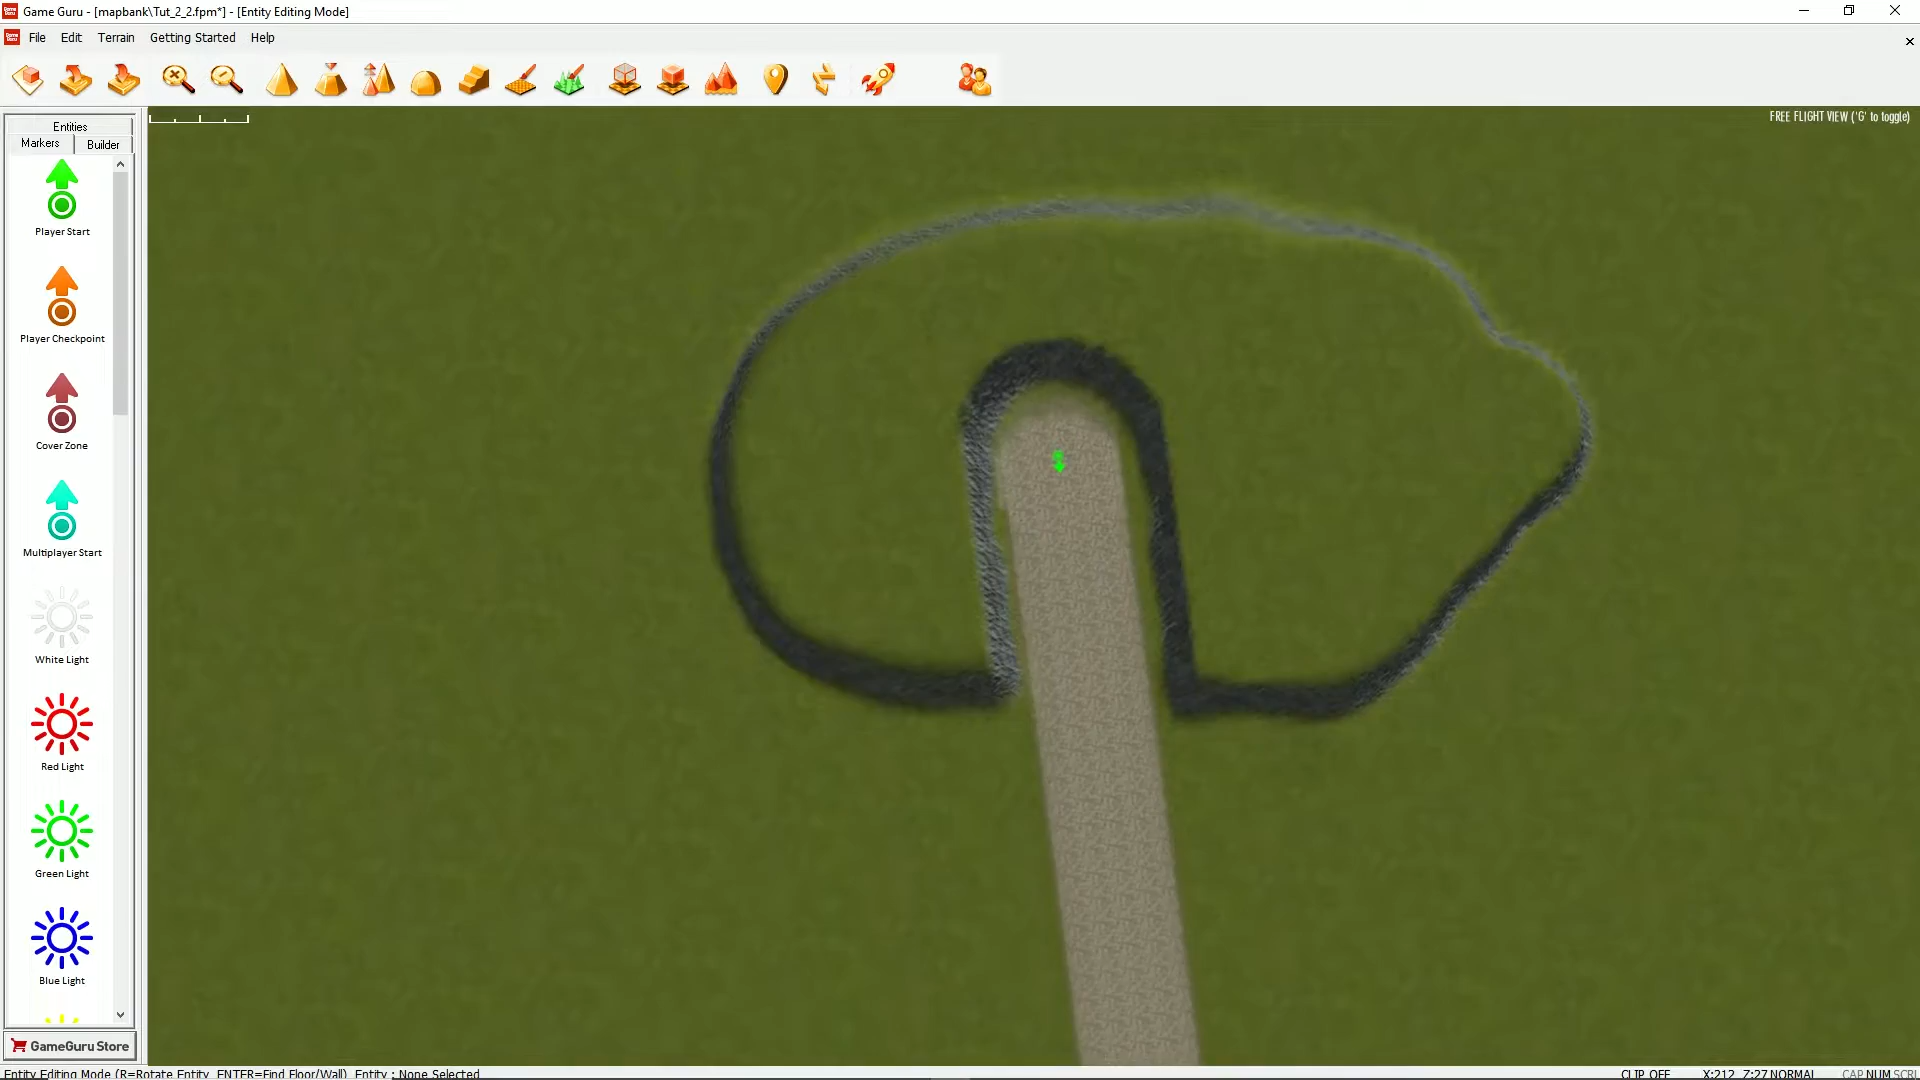 Game Guru - [mapbank\Tut_2_2.fpm*] - [Entity Editing Mode]
File Edit Terrain Getting Started Help
FREE FLIGHT VIEW ('G' to toggle)
Entities
Markers Builder
Player Start
Player Checkpoint
Cover Zone
Multiplayer Start
White Light
Red Light
Green Light
Blue Light
GameGuru Store
Entity Editing Mode (R=Rotate Entity ENTER=Find Floor/Wall) Entity : None Selected
CLIP OFF X:212 Z:27 NORMAL CAP NUM SCRL